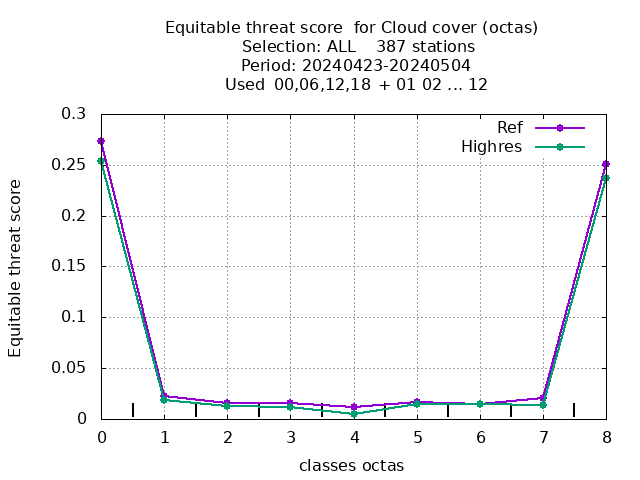 Equitable threat score  for Cloud cover (octas)
Selection: ALL    387 stations
Period: 20240423-20240504
Used  00,06,12,18 + 01 02 ... 12
Ref
Highres
0.3
0.25
0.2
0.15
0.1
0.05
0
Equitable threat score
0 1 2 3 4 5 6 7 8
classes octas